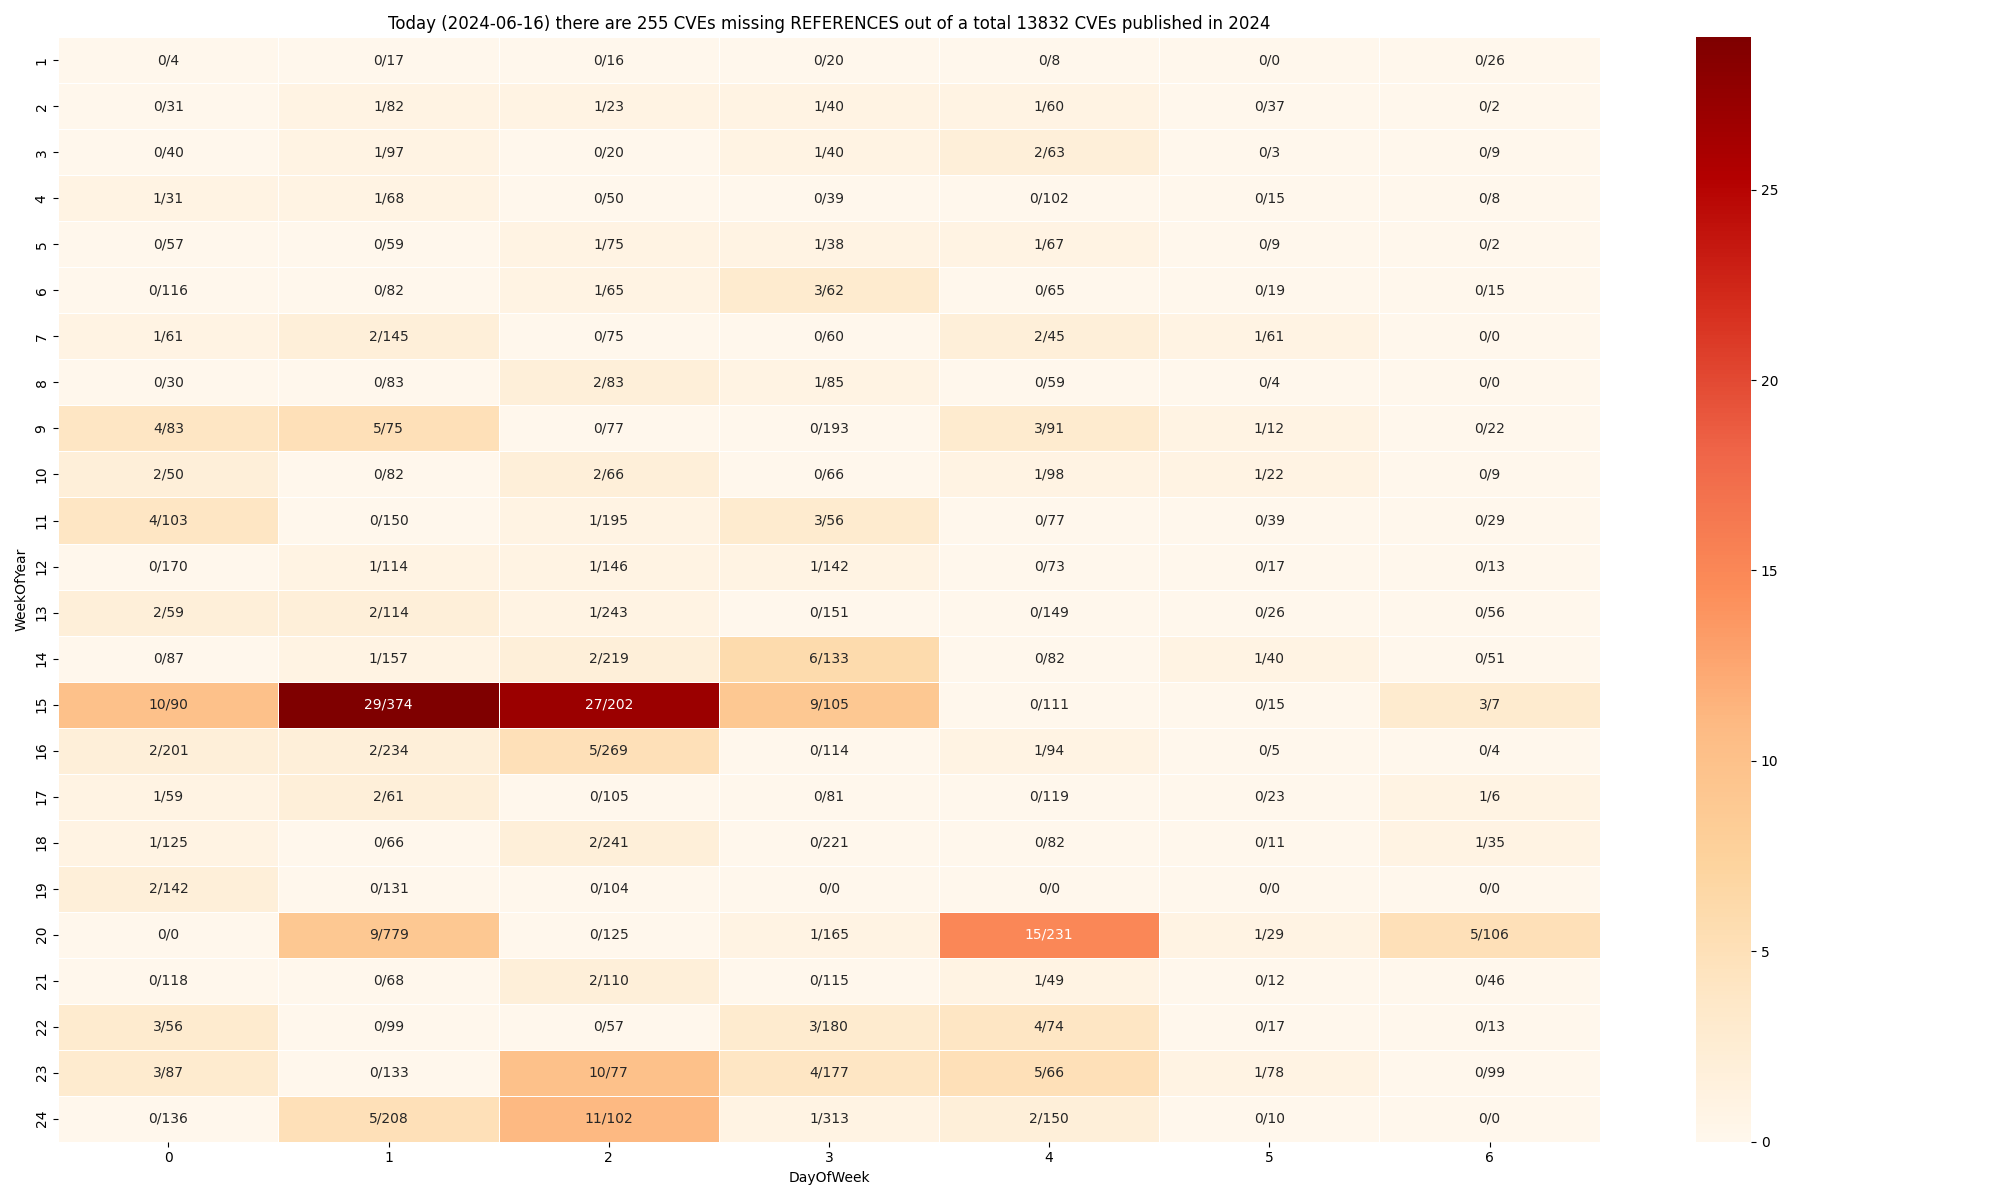 Today (2024-06-16) there are 255 CVEs missing REFERENCES out of a total 13832 CVEs published in 2024
WeekOfYear
1 0/4 0/17 0/16 0/20 0/8 0/0 0/26
2 0/31 1/82 1/23 1/40 1/60 0/37 0/2
3 0/40 1/97 0/20 1/40 2/63 0/3 0/9
4 1/31 1/68 0/50 0/39 0/102 0/15 0/8
5 0/57 0/59 1/75 1/38 1/67 0/9 0/2
6 0/116 0/82 1/65 3/62 0/65 0/19 0/15
7 1/61 2/145 0/75 0/60 2/45 1/61 0/0
8 0/30 0/83 2/83 1/85 0/59 0/4 0/0
9 4/83 5/75 0/77 0/193 3/91 1/12 0/22
10 2/50 0/82 2/66 0/66 1/98 1/22 0/9
11 4/103 0/150 1/195 3/56 0/77 0/39 0/29
12 0/170 1/114 1/146 1/142 0/73 0/17 0/13
13 2/59 2/114 1/243 0/151 0/149 0/26 0/56
14 0/87 1/157 2/219 6/133 0/82 1/40 0/51
15 10/90 29/374 27/202 9/105 0/111 0/15 3/7
16 2/201 2/234 5/269 0/114 1/94 0/5 0/4
17 1/59 2/61 0/105 0/81 0/119 0/23 1/6
18 1/125 0/66 2/241 0/221 0/82 0/11 1/35
19 2/142 0/131 0/104 0/0 0/0 0/0 0/0
20 0/0 9/779 0/125 1/165 15/231 1/29 5/106
21 0/118 0/68 2/110 0/115 1/49 0/12 0/46
22 3/56 0/99 0/57 3/180 4/74 0/17 0/13
23 3/87 0/133 10/77 4/177 5/66 1/78 0/99
24 0/136 5/208 11/102 1/313 2/150 0/10 0/0
0 1 2 3 4 5 6
DayOfWeek
25
20
15
10
5
0